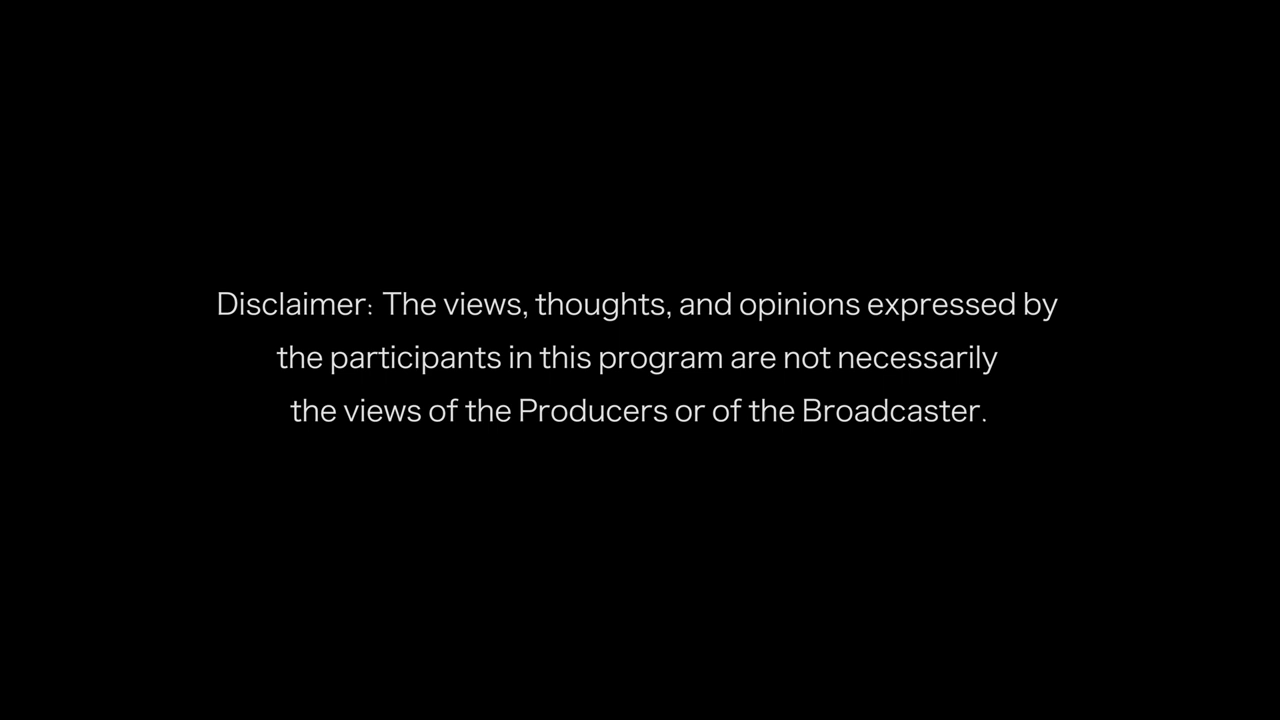 Disclaimer: The views, thoughts, and opinions expressed by
the participants in this program are not necessarily
the views of the Producers or of the Broadcaster.